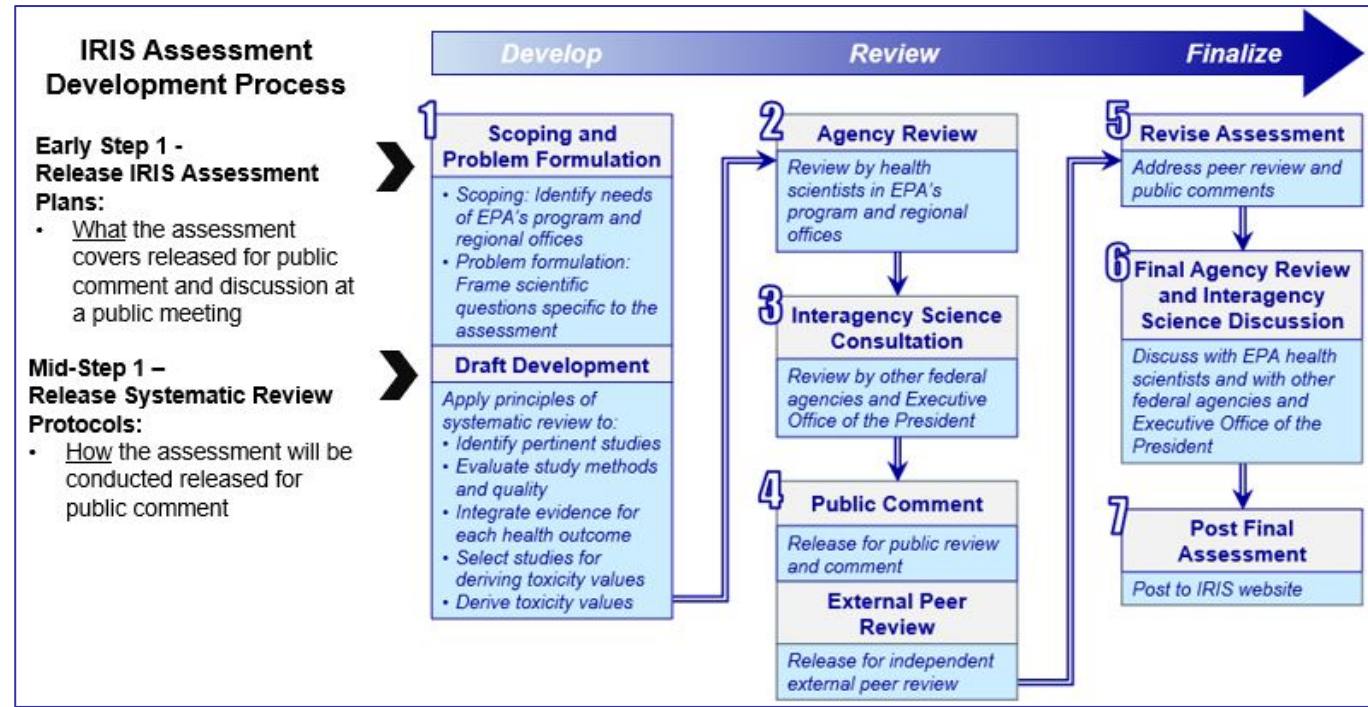 IRIS Assessment
Development Process
Early Step 1 -
Release IRIS Assessment
Plans:
• What the assessment
covers released for public
comment and discussion at
a public meeting
Mid-Step 1 –
Release Systematic Review
Protocols:
• How the assessment will be
conducted released for
public comment
Develop
Review
Finalize
1
Scoping and
Problem Formulation
• Scoping: Identify needs
of EPA's program and
regional offices
• Problem formulation:
Frame scientific
questions specific to the
assessment
Draft Development
Apply principles of
systematic review to:
• Identify pertinent studies
• Evaluate study methods
and quality
• Integrate evidence for
each health outcome
• Select studies for
deriving toxicity values
• Derive toxicity values
2
Agency Review
Review by health
scientists in EPA's
program and regional
offices
3
Interagency Science
Consultation
Review by other federal
agencies and Executive
Office of the President
4
Public Comment
Release for public review
and comment
External Peer
Review
Release for independent
external peer review
5
Revise Assessment
Address peer review and
public comments
6
Final Agency Review
and Interagency
Science Discussion
Discuss with EPA health
scientists and with other
federal agencies and
Executive Office of the
President
7
Post Final
Assessment
Post to IRIS website